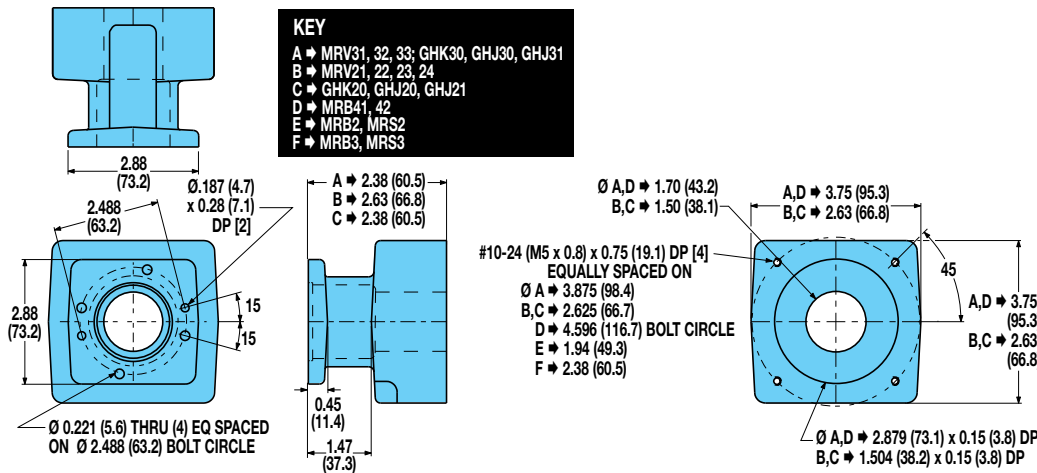 KEY
A ➧ MRV31, 32, 33; GHK30, GHJ30, GHJ31
B ➧ MRV21, 22, 23, 24
C ➧ GHK20, GHJ20, GHJ21
D ➧ MRB41, 42
E ➧ MRB2, MRS2
F ➧ MRB3, MRS3
2.88
(73.2)
Ø.187 (4.7)
x 0.28 (7.1)
DP [2]
2.488
(63.2)
2.88
(73.2)
15
15
Ø 0.221 (5.6) THRU (4) EQ SPACED
ON Ø 2.488 (63.2) BOLT CIRCLE
A ➧ 2.38 (60.5)
B ➧ 2.63 (66.8)
C ➧ 2.38 (60.5)
0.45
(11.4)
1.47
(37.3)
Ø A,D ➧ 1.70 (43.2)
B,C ➧ 1.50 (38.1)
A,D ➧ 3.75 (95.3)
B,C ➧ 2.63 (66.8)
#10-24 (M5 x 0.8) x 0.75 (19.1) DP [4]
EQUALLY SPACED ON
Ø A ➧ 3.875 (98.4)
B,C ➧ 2.625 (66.7)
D ➧ 4.596 (116.7) BOLT CIRCLE
E ➧ 1.94 (49.3)
F ➧ 2.38 (60.5)
45
A,D ➧ 3.75
(95.3)
B,C ➧ 2.63
(66.8)
Ø A,D ➧ 2.879 (73.1) x 0.15 (3.8) DP
B,C ➧ 1.504 (38.2) x 0.15 (3.8) DP